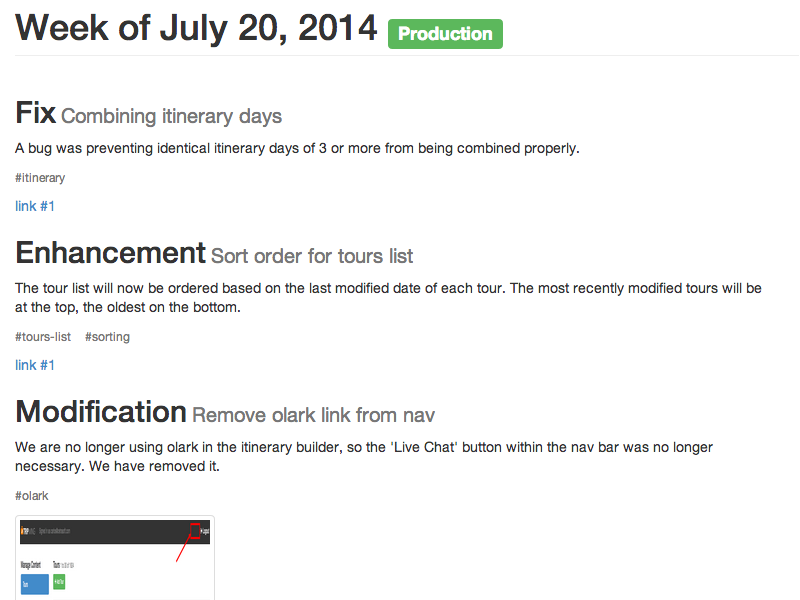 Week of July 20, 2014 Production
Fix Combining itinerary days
A bug was preventing identical itinerary days of 3 or more from being combined properly.
#itinerary
link #1
Enhancement Sort order for tours list
The tour list will now be ordered based on the last modified date of each tour. The most recently modified tours will be
at the top, the oldest on the bottom.
#tours-list #sorting
link #1
Modification Remove olark link from nav
We are no longer using olark in the itinerary builder, so the 'Live Chat' button within the nav bar was no longer
necessary. We have removed it.
#olark
Manage Content Tours